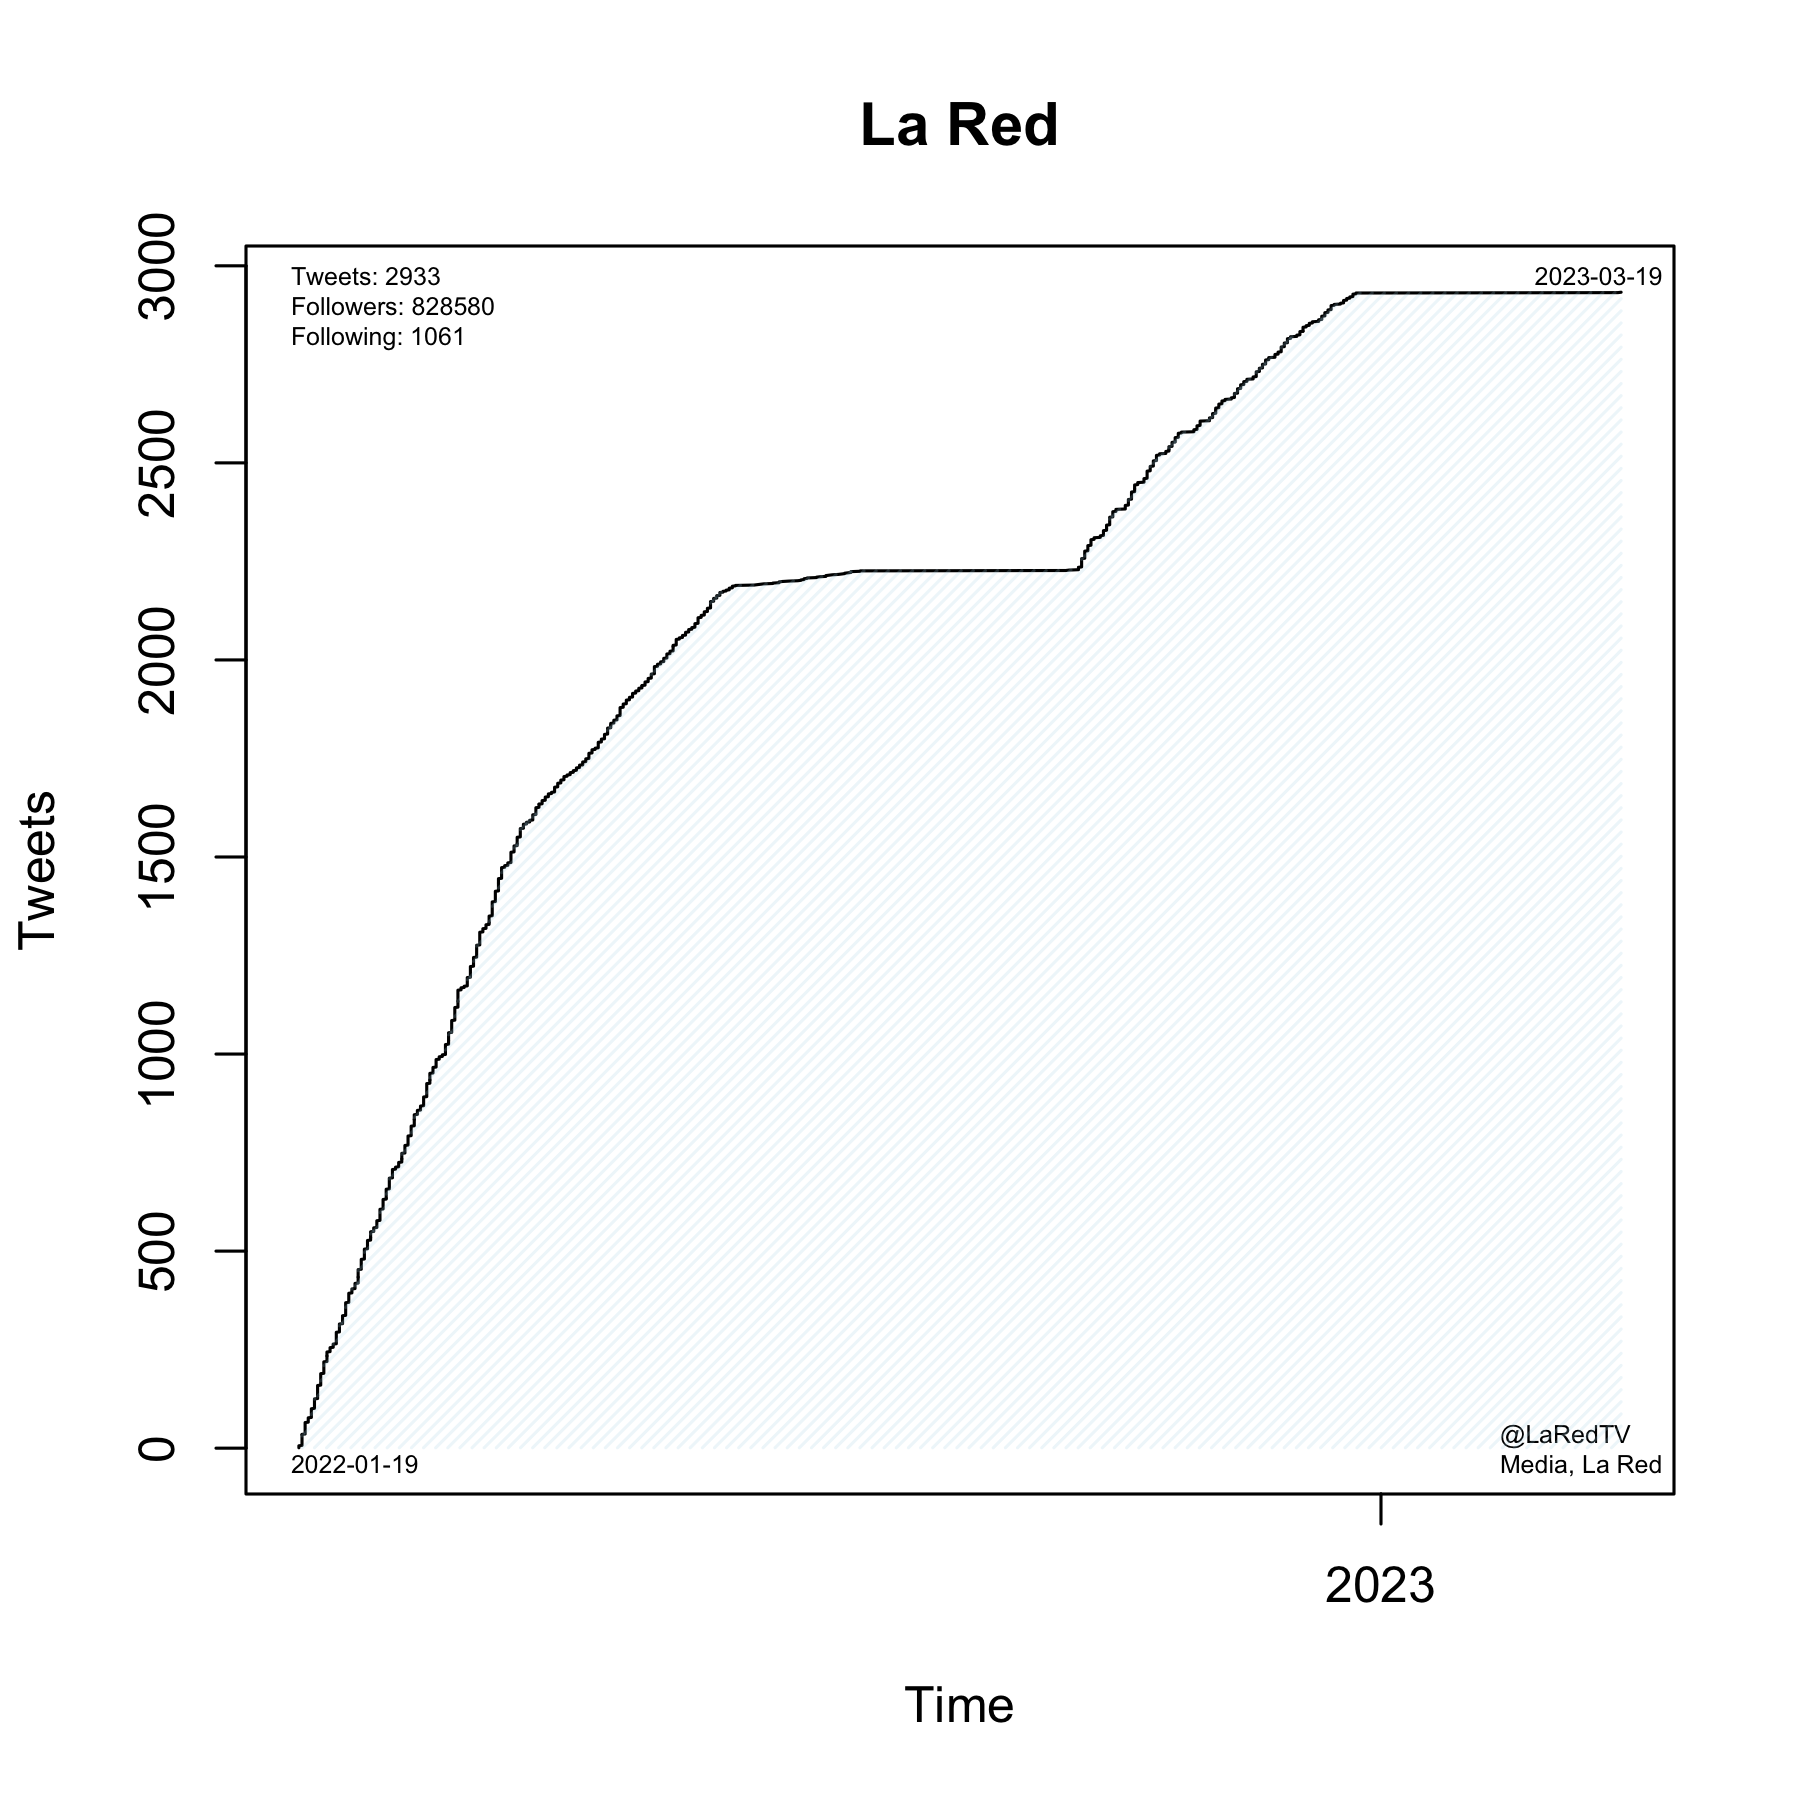 La Red
Tweets: 2933
Followers: 828580
Following: 1061
2023-03-19
3000
2500
2000
1500
1000
500
0
Tweets
2022-01-19
@LaRedTV
Media, La Red
2023
Time